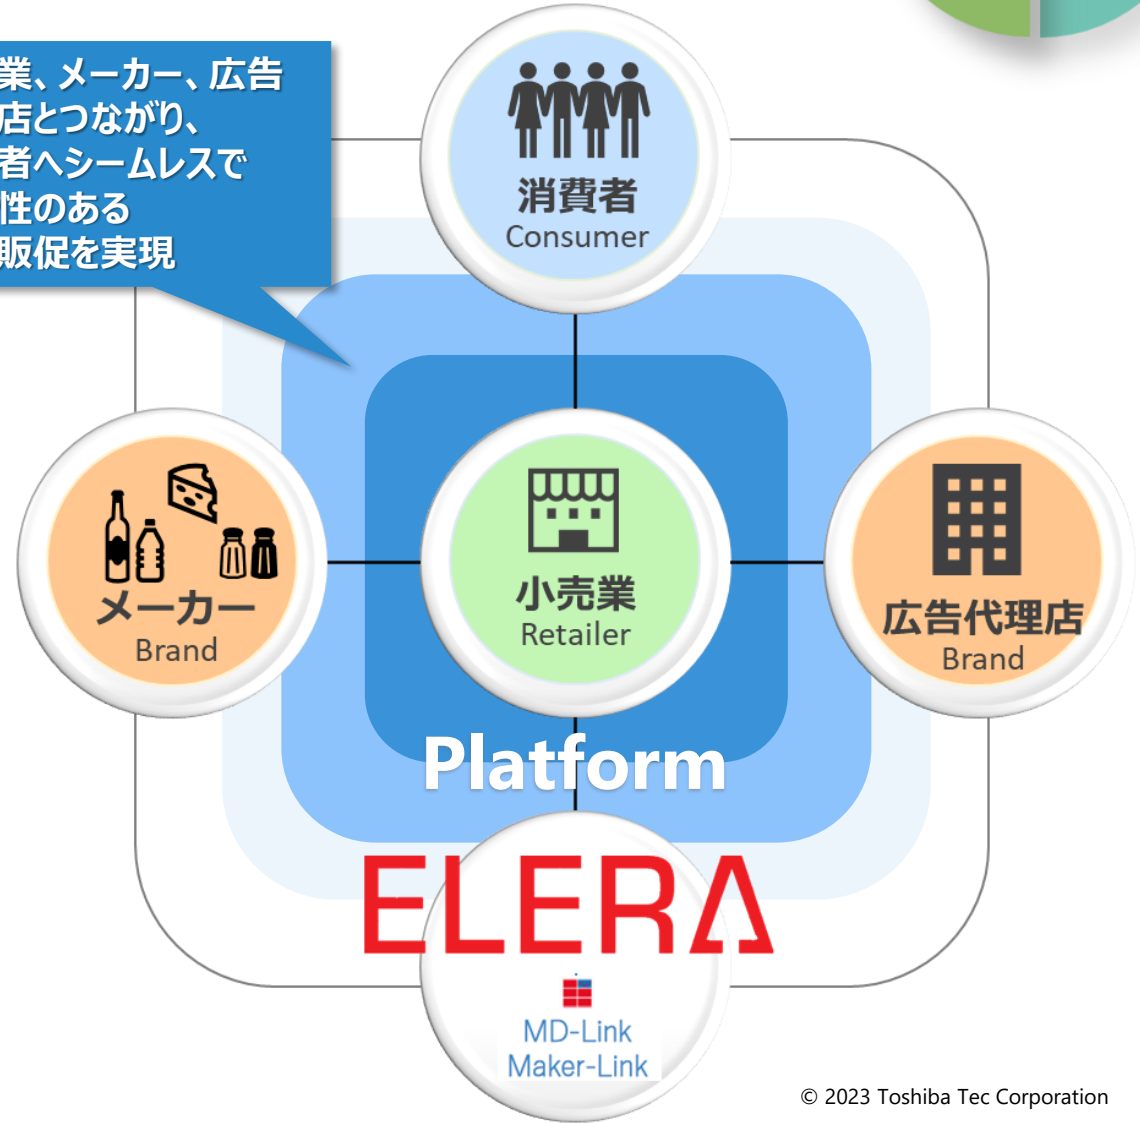 業、メーカー、広告
店とつながり、
者へシームレスで
性のある
販促を実現
消費者
Consumer
メーカー
Brand
小売業
Retailer
広告代理店
Brand
Platform
ELERA
MD-Link
Maker-Link
© 2023 Toshiba Tec Corporation